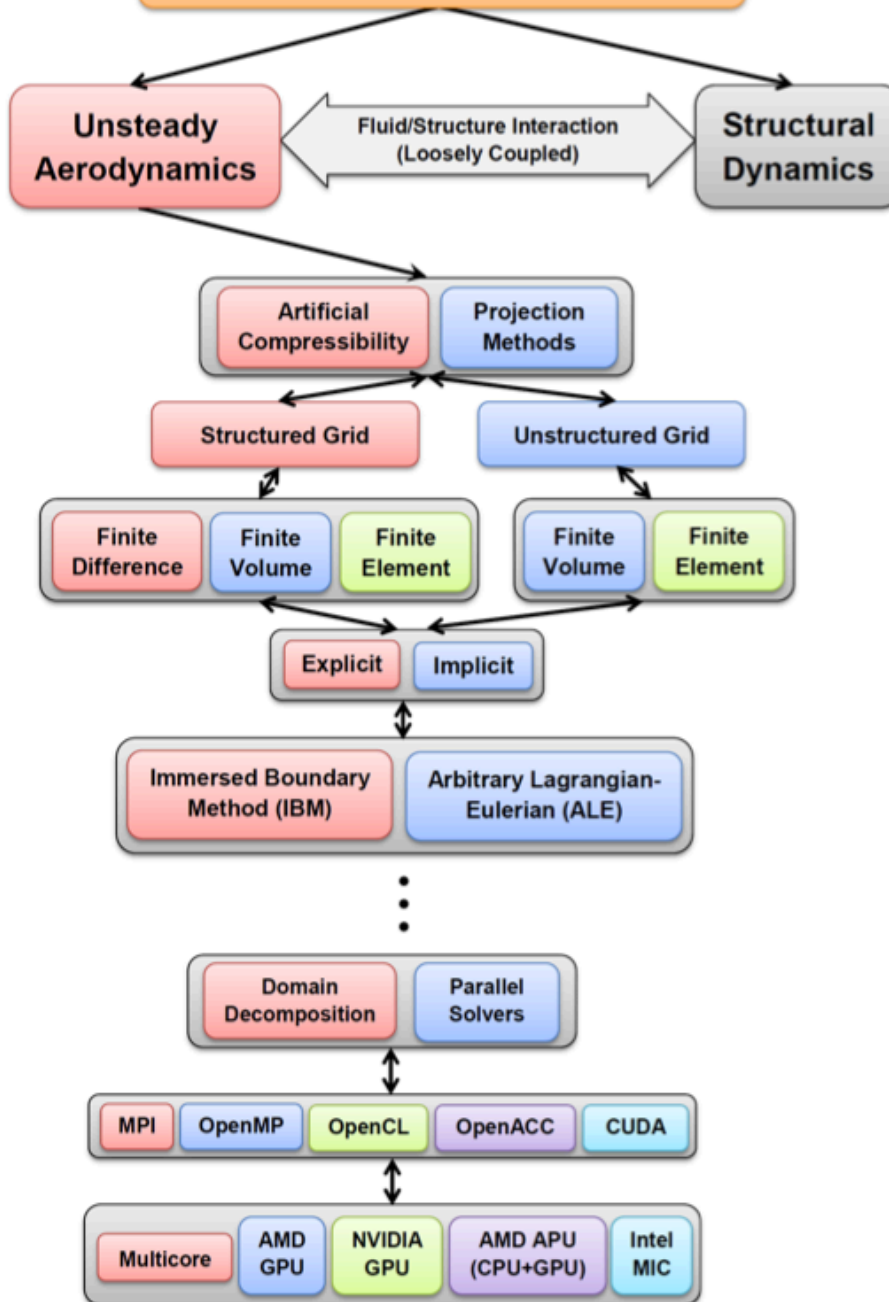 Unsteady
Aerodynamics
Fluid/Structure Interaction
(Loosely Coupled)
Structural
Dynamics
Artificial
Compressibility
Projection
Methods
Structured Grid
Unstructured Grid
Finite
Difference
Finite
Volume
Finite
Element
Finite
Volume
Finite
Element
Explicit
Implicit
Immersed Boundary
Method (IBM)
Arbitrary Lagrangian-
Eulerian (ALE)
Domain
Decomposition
Parallel
Solvers
MPI
OpenMP
OpenCL
OpenACC
CUDA
Multicore
AMD
GPU
NVIDIA
GPU
AMD APU
(CPU+GPU)
Intel
MIC